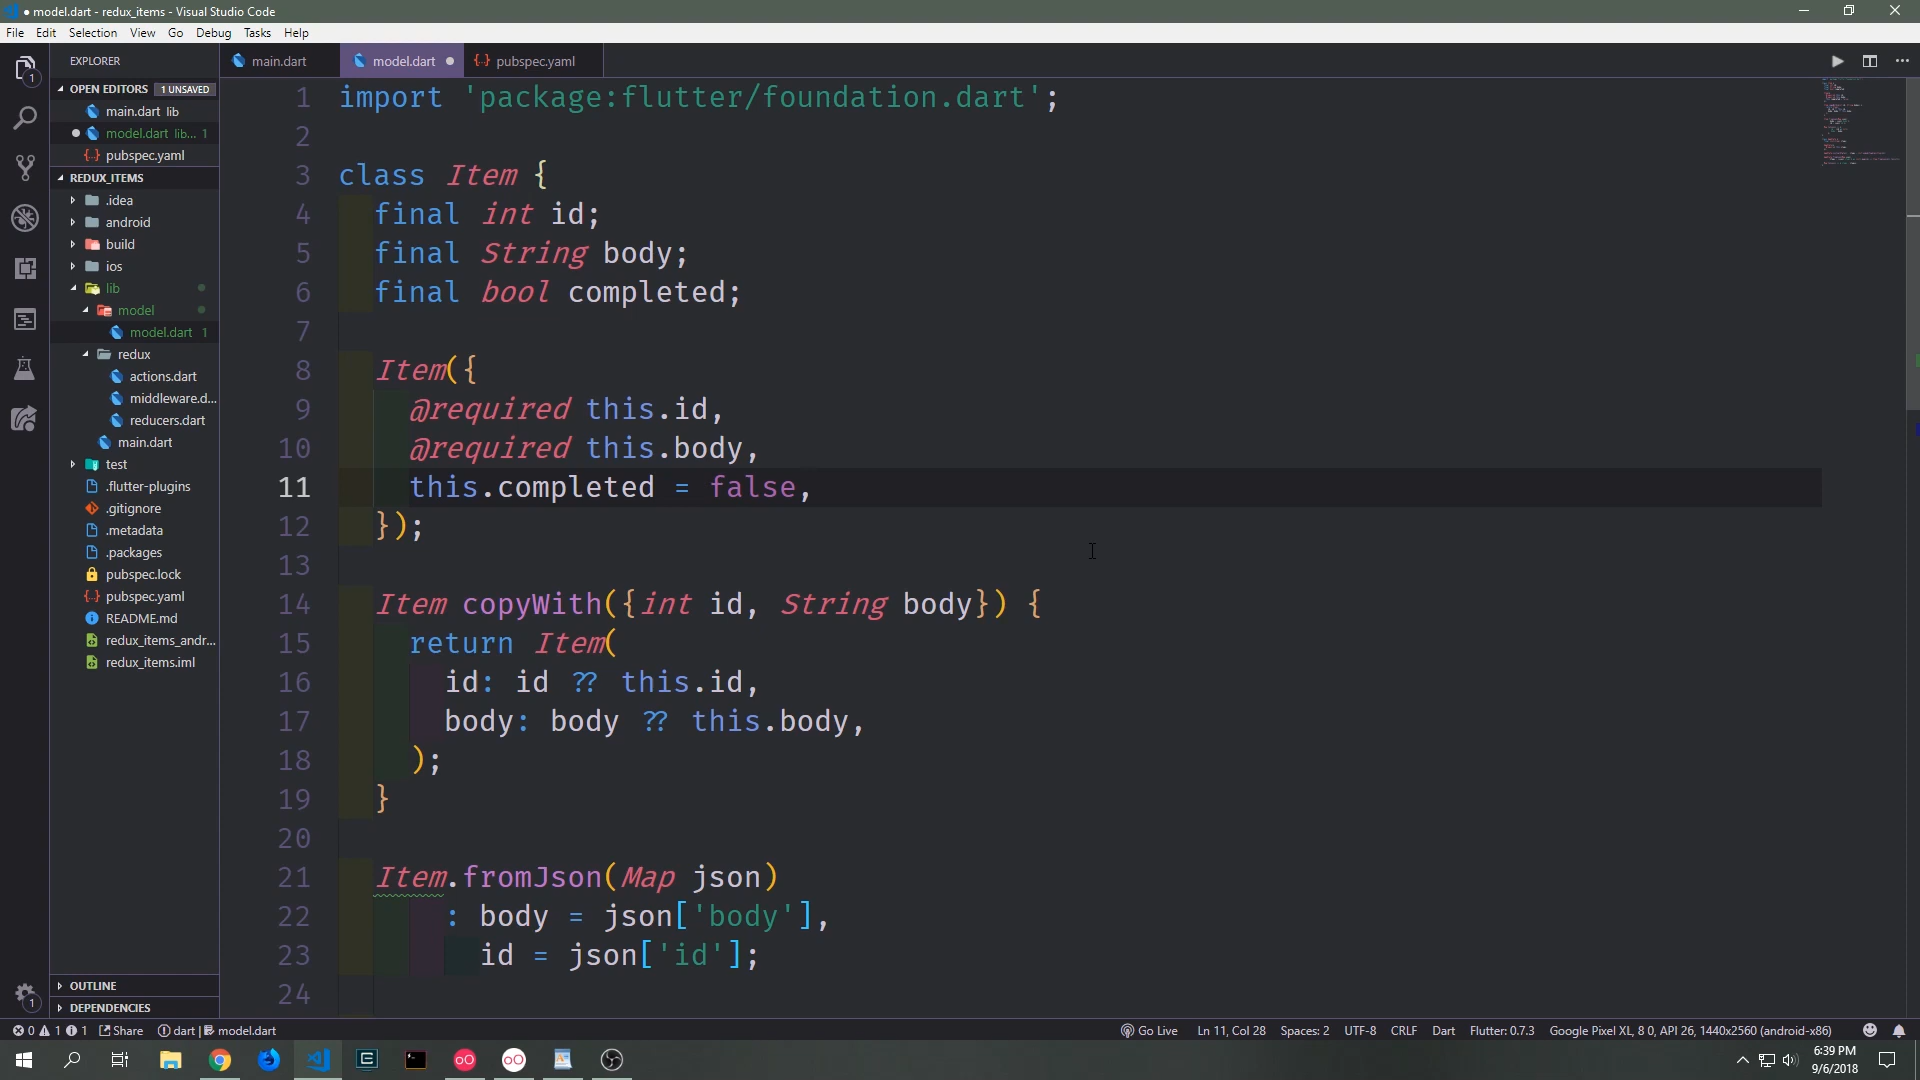 ● model.dart - redux_items - Visual Studio Code
File Edit Selection View Go Debug Tasks Help
EXPLORER
OPEN EDITORS 1 UNSAVED
main.dart lib
model.dart lib... 1
pubspec.yaml
REDUX_ITEMS
.idea
android
build
ios
lib
model
model.dart 1
redux
actions.dart
middleware.d...
reducers.dart
main.dart
test
.flutter-plugins
.gitignore
.metadata
.packages
pubspec.lock
pubspec.yaml
README.md
redux_items_andr...
redux_items.iml
OUTLINE
DEPENDENCIES
1
1
main.dart model.dart pubspec.yaml
1 import 'package:flutter/foundation.dart';
2
3 class Item {
4 final int id;
5 final String body;
6 final bool completed;
7
8 Item({
9 @required this.id,
10 @required this.body,
11 this.completed = false,
12 });
13
14 Item copyWith({int id, String body}) {
15 return Item(
16 id: id ?? this.id,
17 body: body ?? this.body,
18 );
19 }
20
21 Item.fromJson(Map json)
22 : body = json['body'],
23 id = json['id'];
24
0 1 1 Share dart | model.dart Go Live Ln 11, Col 28 Spaces: 2 UTF-8 CRLF Dart Flutter: 0.7.3 Google Pixel XL, 8 0, API 26, 1440x2560 (android-x86)
6:39 PM
9/6/2018